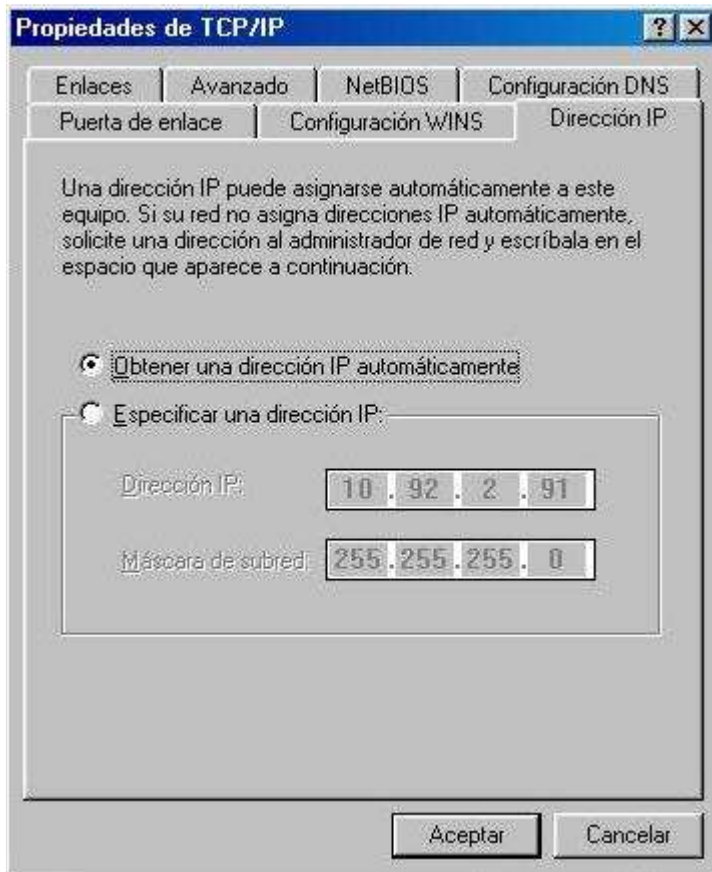 Propiedades de TCP/IP
Enlaces Avanzado NetBIOS Configuración DNS
Puerta de enlace Configuración WINS Dirección IP
Una dirección IP puede asignarse automáticamente a este
equipo. Si su red no asigna direcciones IP automáticamente,
solicite una dirección al administrador de red y escríbala en el
espacio que aparece a continuación.
Obtener una dirección IP automáticamente
Especificar una dirección IP:
Dirección IP: 10 . 92 . 2 . 91
Máscara de subred 255 . 255 . 255 . 0
Aceptar Cancelar